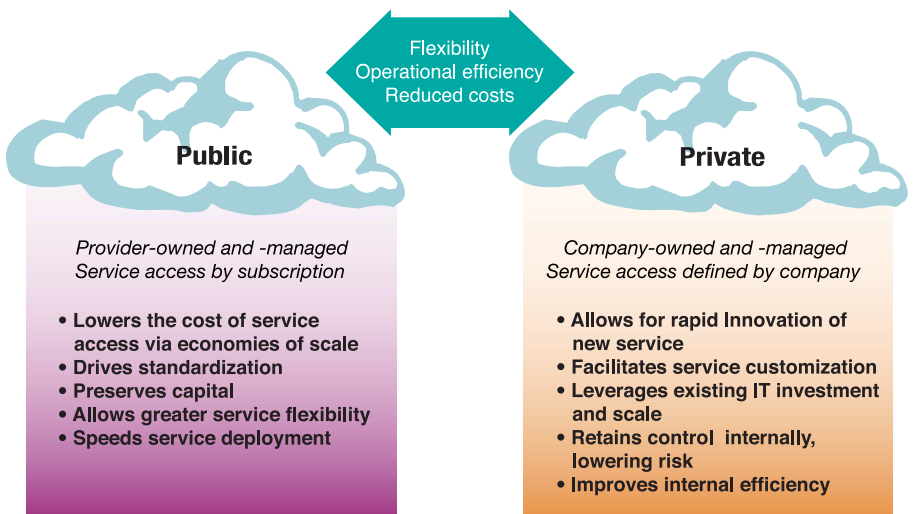 Flexibility
Operational efficiency
Reduced costs
Public
Provider-owned and -managed
Service access by subscription
• Lowers the cost of service
access via economies of scale
• Drives standardization
• Preserves capital
• Allows greater service flexibility
• Speeds service deployment
Private
Company-owned and -managed
Service access defined by company
• Allows for rapid Innovation of
new service
• Facilitates service customization
• Leverages existing IT investment
and scale
• Retains control internally,
lowering risk
• Improves internal efficiency